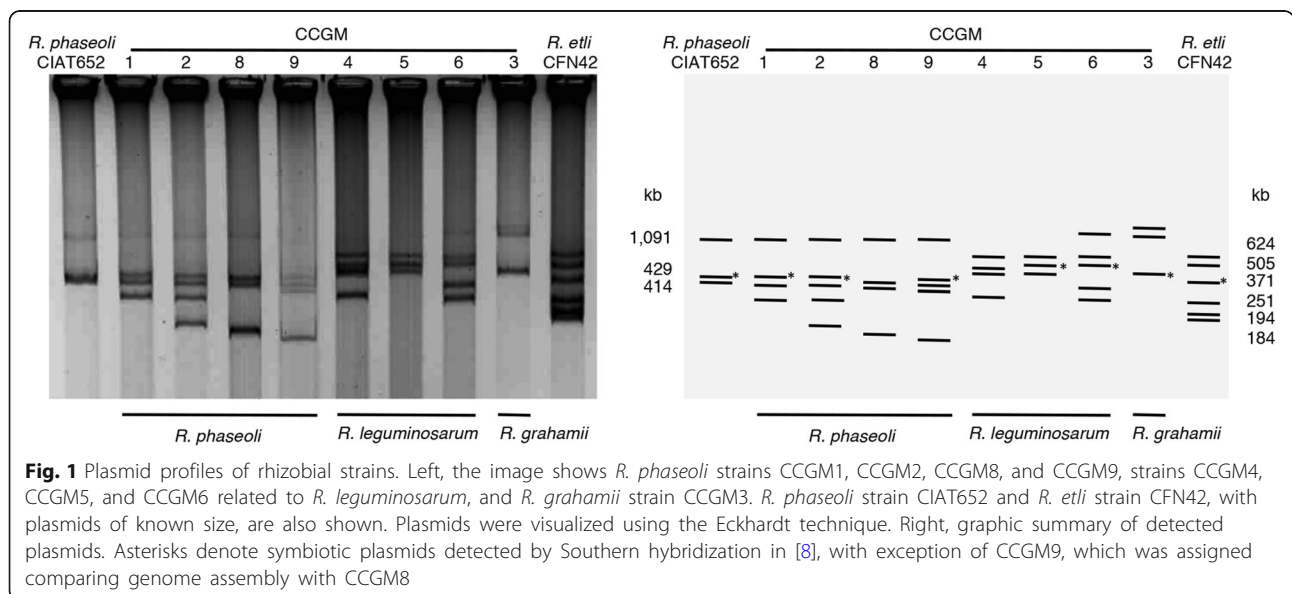 CCGM
R. phaseoli
R. etli
CIAT652 1 2 8 9 4 5 6 3 CFN42
R. phaseoli
R. leguminosarum
R. grahamii
CCGM
R. phaseoli
R. etli
CIAT652 1 2 8 9 4 5 6 3 CFN42
kb
1,091
429
414
kb
624
505
371
251
194
184
* * * * * * * *
R. phaseoli
R. leguminosarum
R. grahamii
Fig. 1 Plasmid profiles of rhizobial strains. Left, the image shows R. phaseoli strains CCGM1, CCGM2, CCGM8, and CCGM9, strains CCGM4,
CCGM5, and CCGM6 related to R. leguminosarum, and R. grahamii strain CCGM3. R. phaseoli strain CIAT652 and R. etli strain CFN42, with
plasmids of known size, are also shown. Plasmids were visualized using the Eckhardt technique. Right, graphic summary of detected
plasmids. Asterisks denote symbiotic plasmids detected by Southern hybridization in [8], with exception of CCGM9, which was assigned
comparing genome assembly with CCGM8